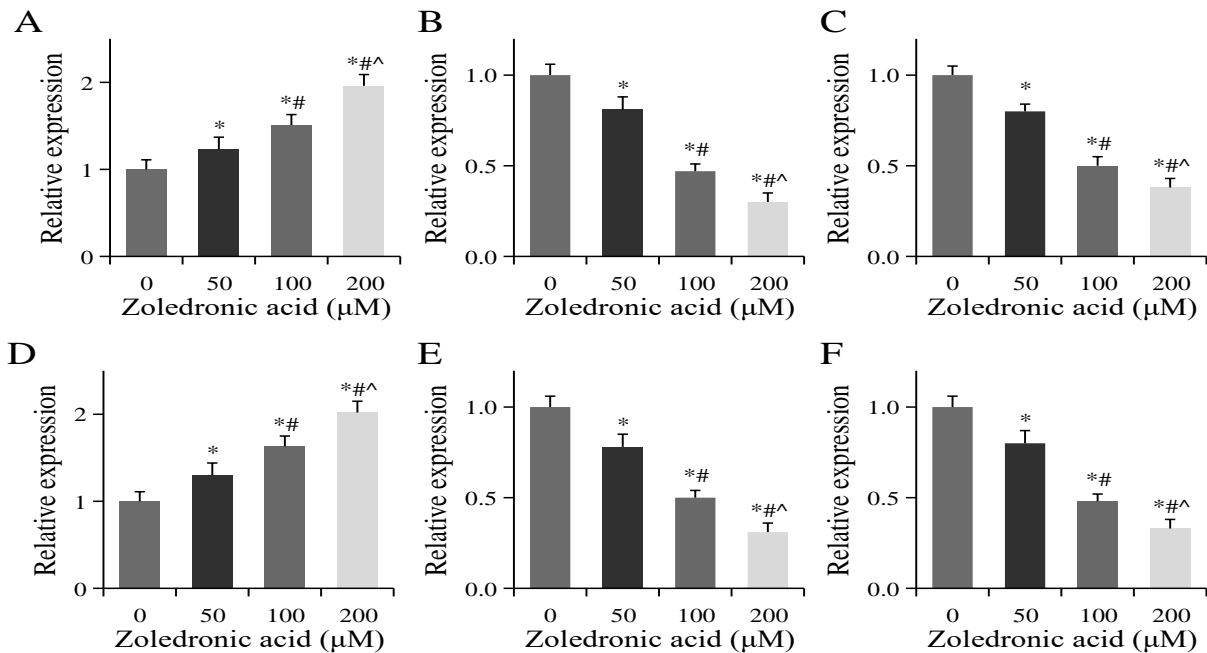 A
Relative expression
2
1
0
*
*#
*#^
0 50 100 200
Zoledronic acid (μM)
B
Relative expression
1.0
0.5
0.0
*
*#
*#^
0 50 100 200
Zoledronic acid (μM)
C
Relative expression
1.0
0.5
0.0
*
*#
*#^
0 50 100 200
Zoledronic acid (μM)
D
Relative expression
2
1
0
*
*#
*#^
0 50 100 200
Zoledronic acid (μM)
E
Relative expression
1.0
0.5
0.0
*
*#
*#^
0 50 100 200
Zoledronic acid (μM)
F
Relative expression
1.0
0.5
0.0
*
*#
*#^
0 50 100 200
Zoledronic acid (μM)